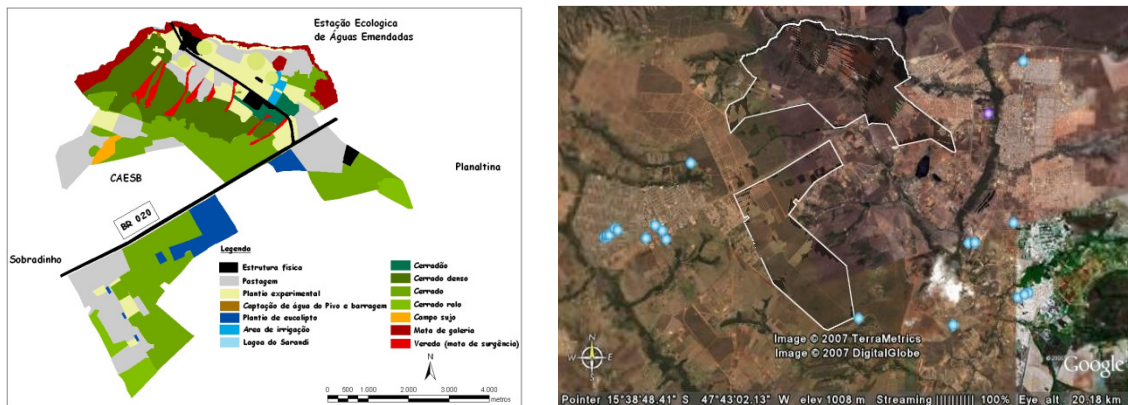 Estação Ecologica
de Águas Emendadas
Planaltina
CAESB
BR 020
Sobradinho
Legenda
Estrutura físico
Pastagem
Plantio experimental
Captação de água do Pivo e barragem
Plantio de eucalipto
Area de irrigação
Lagoa do Sarandi
Cerradão
Cerrado denso
Cerrado
Cerrado ralo
Campo sujo
Mata de galeria
Vereda (mata de surgência)
N
0 500 1.000 2.000 3.000 4.000
metros
N
W E
S
Image © 2007 TerraMetrics
Image © 2007 DigitalGlobe
Google
Pointer 15°38'48.41" S 47°43'02.13" W elev 1008 m Streaming |||||||||| 100% Eye alt 20.18 km